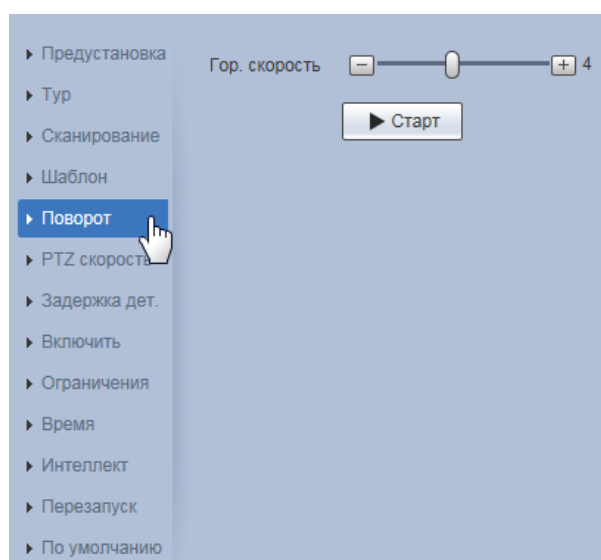 Предустановка
Тур
Сканирование
Шаблон
Поворот
PTZ скорость
Задержка дет.
Включить
Ограничения
Время
Интеллект
Перезапуск
По умолчанию
Гор. скорость 4
Старт